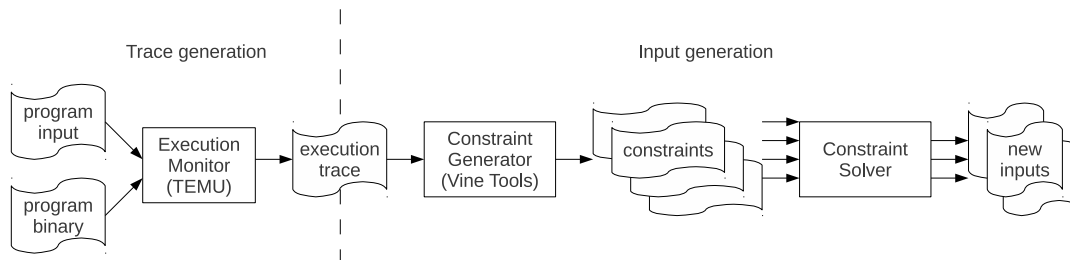 Trace generation
Input generation
program
input
program
binary
Execution
Monitor
(TEMU)
execution
trace
Constraint
Generator
(Vine Tools)
constraints
Constraint
Solver
new
inputs